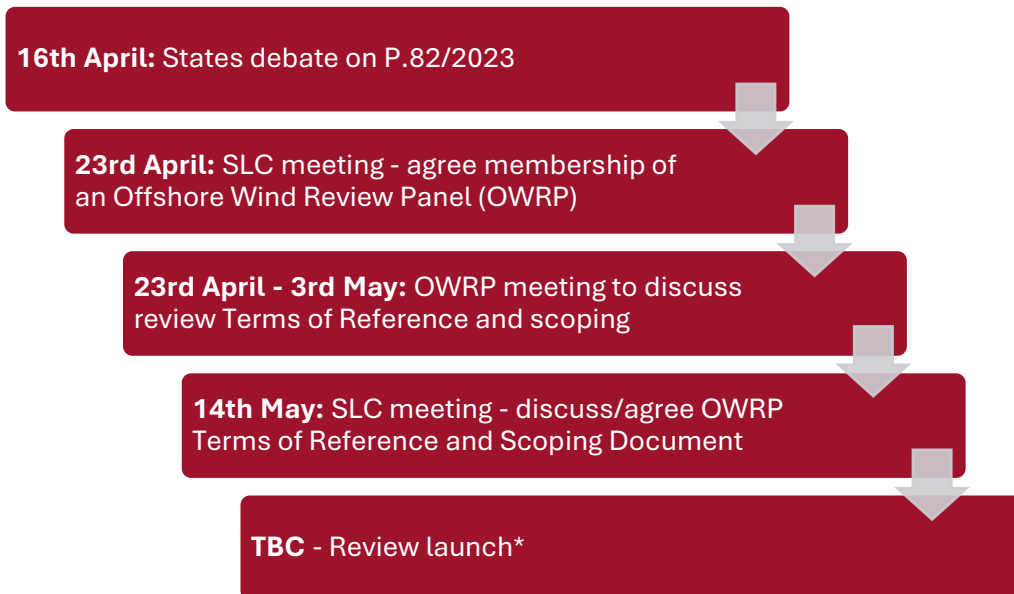 16th April: States debate on P.82/2023
23rd April: SLC meeting - agree membership of
an Offshore Wind Review Panel (OWRP)
23rd April - 3rd May: OWRP meeting to discuss
review Terms of Reference and scoping
14th May: SLC meeting - discuss/agree OWRP
Terms of Reference and Scoping Document
TBC - Review launch*